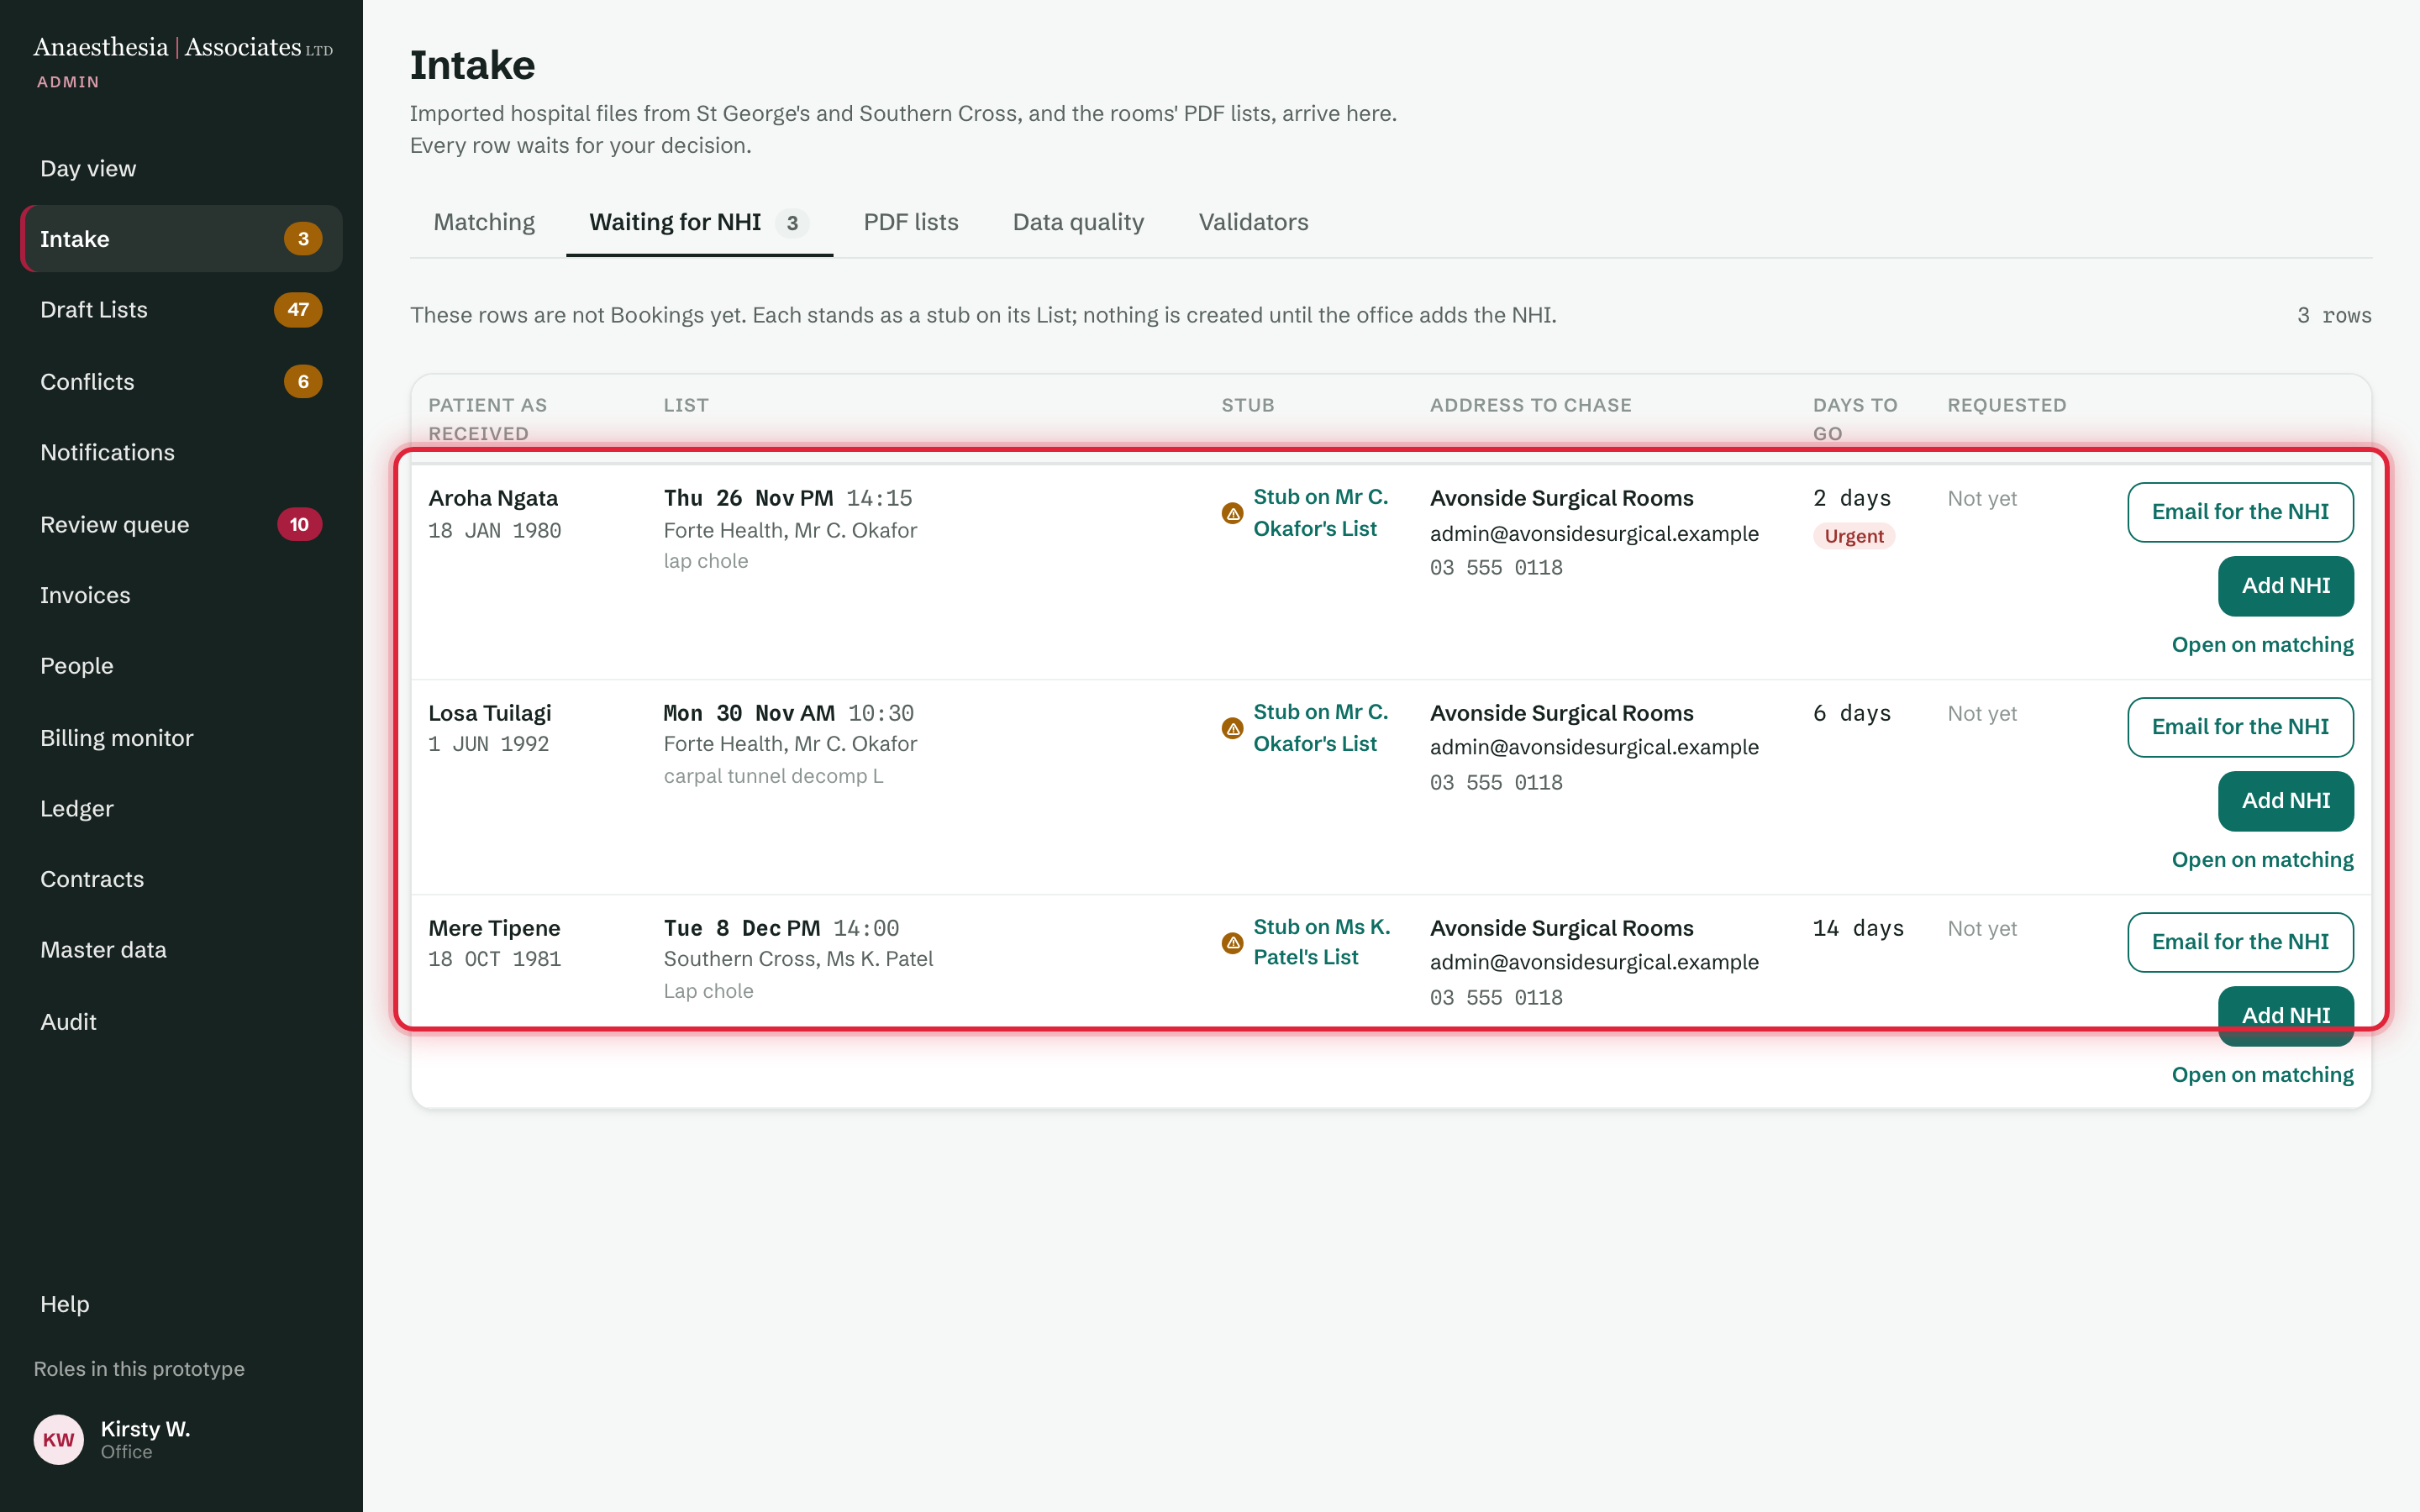 Anaesthesia | Associates LTD
ADMIN
Day view
Intake 3
Draft Lists 47
Conflicts 6
Notifications
Review queue 10
Invoices
People
Billing monitor
Ledger
Contracts
Master data
Audit
Help
Roles in this prototype
KW Kirsty W.
Office
Intake
Imported hospital files from St George's and Southern Cross, and the rooms' PDF lists, arrive here.
Every row waits for your decision.
Matching Waiting for NHI 3 PDF lists Data quality Validators
These rows are not Bookings yet. Each stands as a stub on its List; nothing is created until the office adds the NHI. 3 rows
PATIENT AS LIST STUB ADDRESS TO CHASE DAYS TO REQUESTED
RECEIVED GO
Aroha Ngata Thu 26 Nov PM 14:15 Stub on Mr C. Avonside Surgical Rooms 2 days Not yet Email for the NHI
18 JAN 1980 Forte Health, Mr C. Okafor Okafor's List admin@avonsidesurgical.example Urgent
lap chole 03 555 0118 Add NHI
Open on matching
Losa Tuilagi Mon 30 Nov AM 10:30 Stub on Mr C. Avonside Surgical Rooms 6 days Not yet Email for the NHI
1 JUN 1992 Forte Health, Mr C. Okafor Okafor's List admin@avonsidesurgical.example
carpal tunnel decomp L 03 555 0118 Add NHI
Open on matching
Mere Tipene Tue 8 Dec PM 14:00 Stub on Ms K. Avonside Surgical Rooms 14 days Not yet Email for the NHI
18 OCT 1981 Southern Cross, Ms K. Patel Patel's List admin@avonsidesurgical.example
Lap chole 03 555 0118 Add NHI
Open on matching